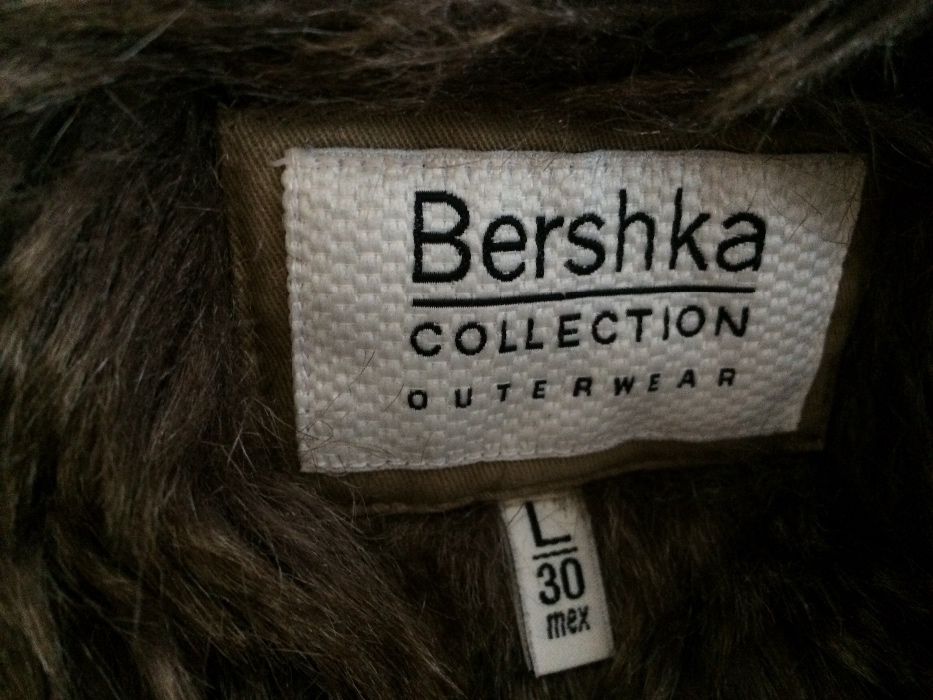 Bershka
COLLECTION
OUTERWEAR
L
30
mex